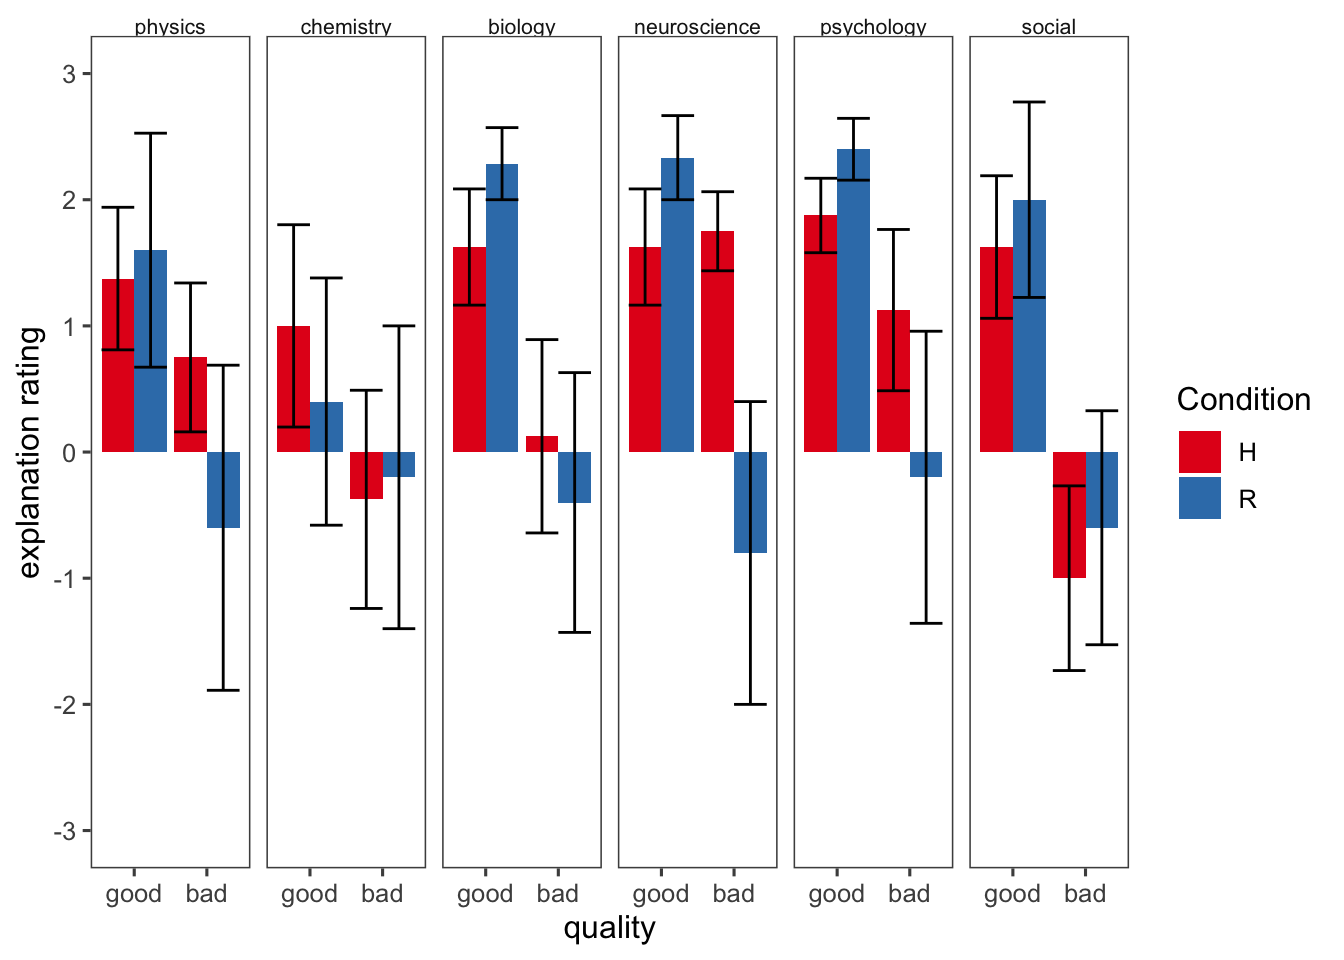 physics chemistry biology neuroscience psychology social
3
2
1
0
-1
-2
-3
explanation rating
good bad good bad good bad good bad good bad good bad
quality
Condition
H
R